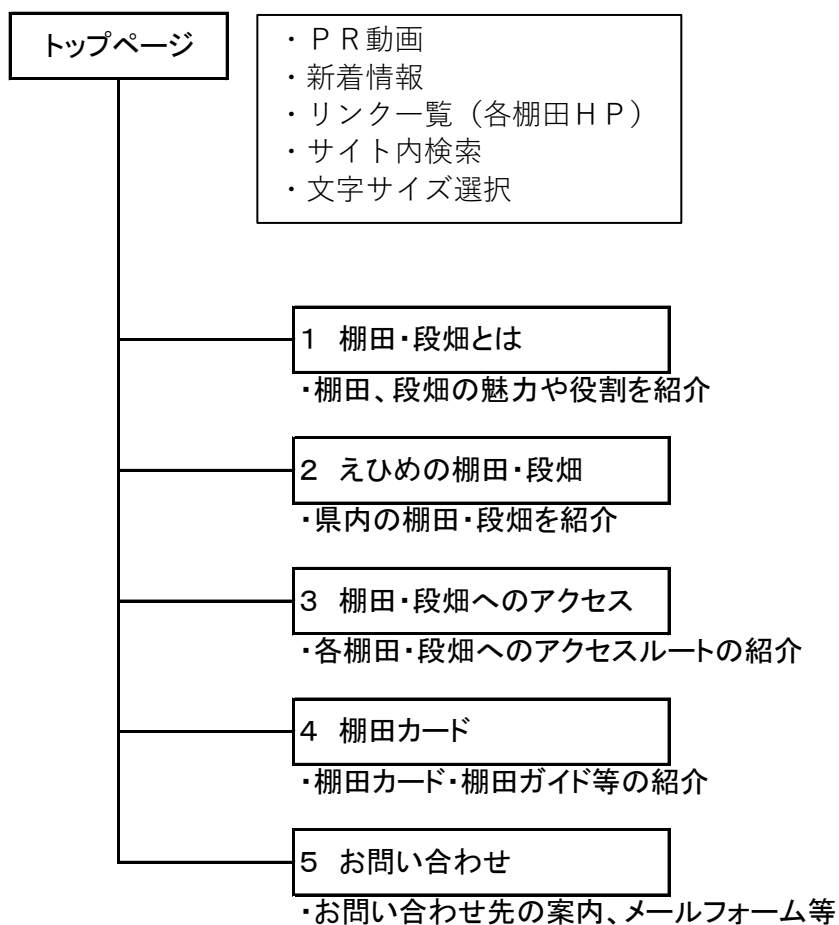 トップページ
・ＰＲ動画
・新着情報
・リンク一覧（各棚田ＨＰ）
・サイト内検索
・文字サイズ選択
１ 棚田・段畑とは
・棚田、段畑の魅力や役割を紹介
２ えひめの棚田・段畑
・県内の棚田・段畑を紹介
３ 棚田・段畑へのアクセス
・各棚田・段畑へのアクセスルートの紹介
４ 棚田カード
・棚田カード・棚田ガイド等の紹介
５ お問い合わせ
・お問い合わせ先の案内、メールフォーム等